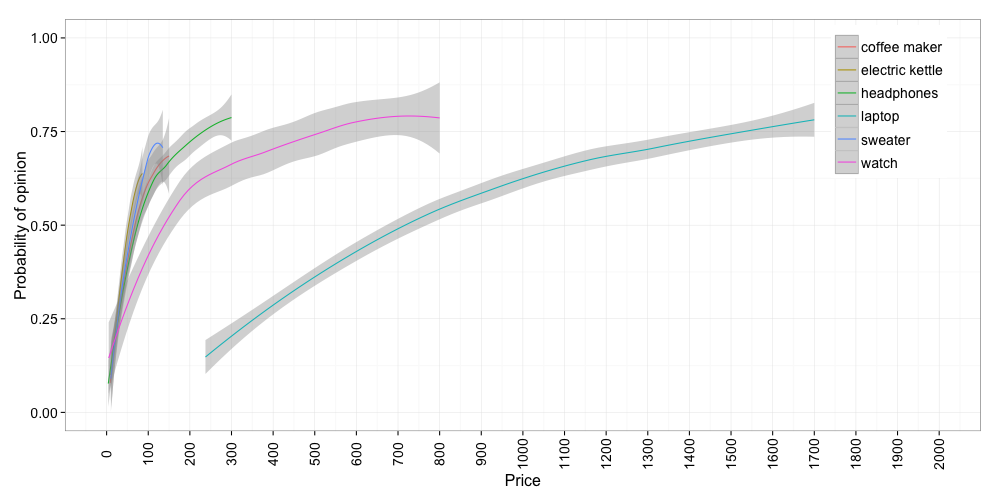 1.00
0.75
0.50
0.25
0.00
Probability of opinion
coffee maker
electric kettle
headphones
laptop
sweater
watch
0 100 200 300 400 500 600 700 800 900 1000 1100 1200 1300 1400 1500 1600 1700 1800 1900 2000
Price